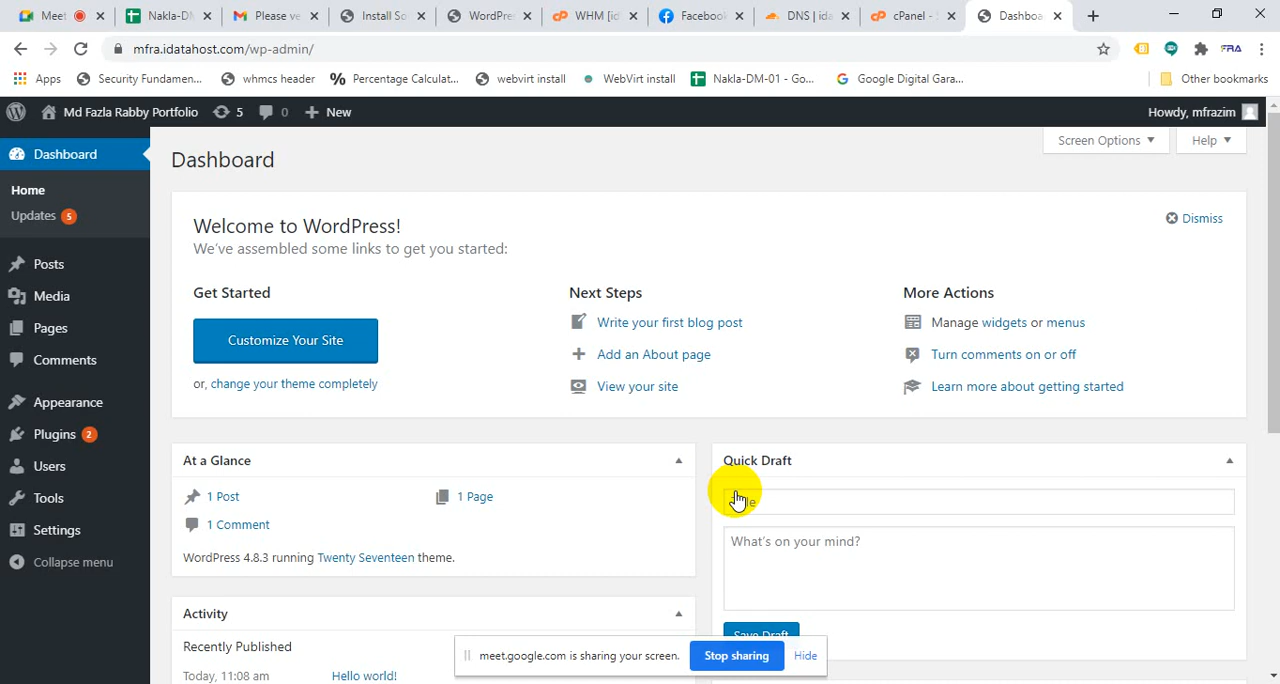 Meet
Nakla-DM
Please ve
Install So
WordPres
WHM [id
Facebook
DNS | ida
cPanel -
Dashboa
mfra.idatahost.com/wp-admin/
FRA
Apps
Security Fundamen...
whmcs header
Percentage Calculat...
webvirt install
WebVirt install
Nakla-DM-01 - Go...
Google Digital Gara...
Other bookmarks
Md Fazla Rabby Portfolio
5
0
New
Howdy, mfrazim
Dashboard
Home
Updates 5
Posts
Media
Pages
Comments
Appearance
Plugins 2
Users
Tools
Settings
Collapse menu
Dashboard
Screen Options
Help
Welcome to WordPress!
We've assembled some links to get you started:
Dismiss
Get Started
Customize Your Site
or, change your theme completely
Next Steps
Write your first blog post
Add an About page
View your site
More Actions
Manage widgets or menus
Turn comments on or off
Learn more about getting started
At a Glance
1 Post
1 Page
1 Comment
WordPress 4.8.3 running Twenty Seventeen theme.
Activity
Recently Published
Today, 11:08 am
Hello world!
Quick Draft
What's on your mind?
Save Draft
meet.google.com is sharing your screen.
Stop sharing
Hide